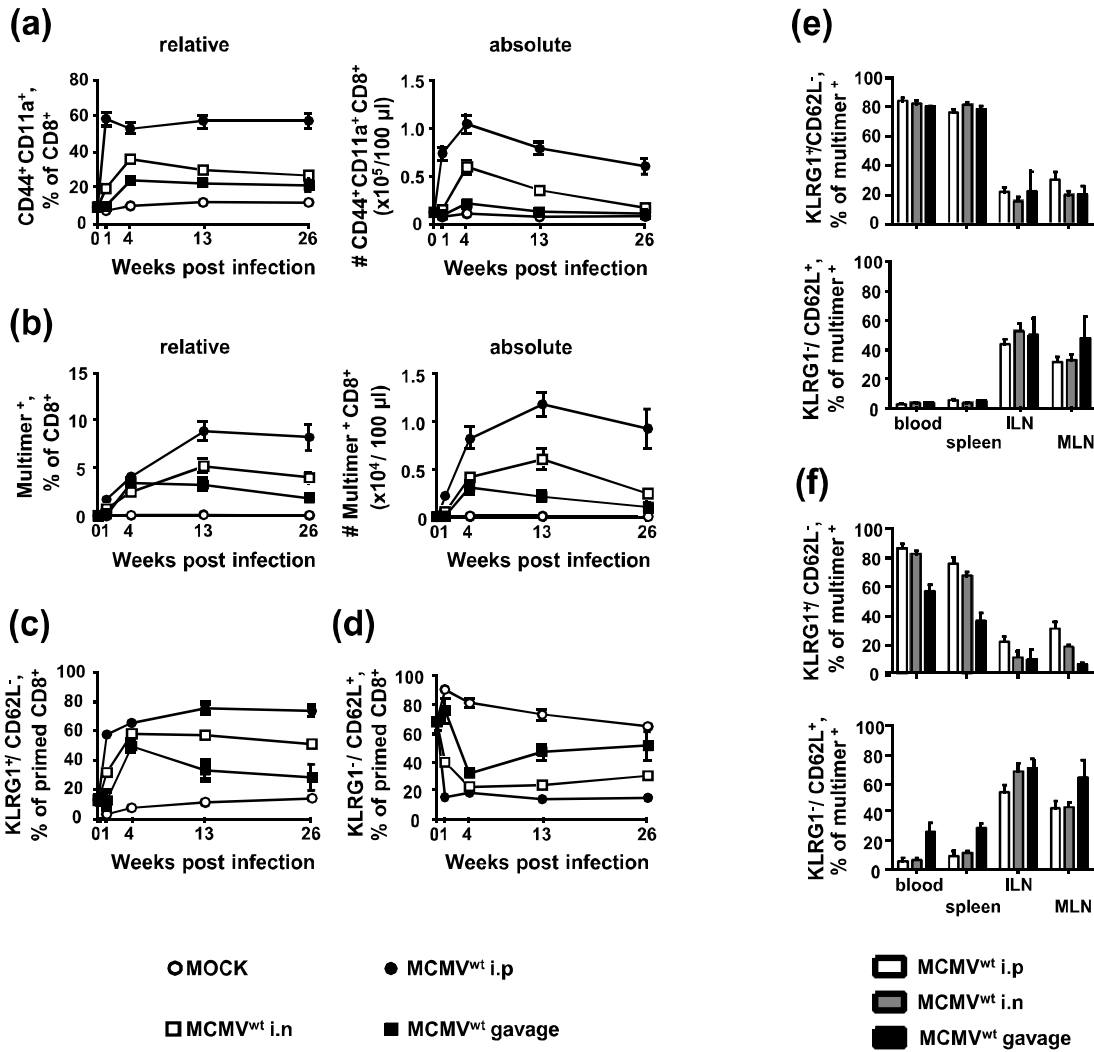 (a)
relative
absolute
CD44⁺CD11a⁺,
% of CD8⁺
80
60
40
20
0
0 1 4 13 26
Weeks post infection
# CD44⁺CD11a⁺ CD8⁺
(x10⁵/100 µl)
1.5
1.0
0.5
0
0 1 4 13 26
Weeks post infection
(b)
relative
absolute
Multimer⁺,
% of CD8⁺
15
10
5
0
01 4 13 26
Weeks post infection
# Multimer⁺ CD8⁺
(x10⁴/ 100 µl)
1.5
1.0
0.5
0
01 4 13 26
Weeks post infection
(c)
KLRG1⁺/ CD62L⁻,
% of primed CD8⁺
100
80
60
40
20
0
01 4 13 26
Weeks post infection
(d)
KLRG1⁻/ CD62L⁺,
% of primed CD8⁺
100
80
60
40
20
0
01 4 13 26
Weeks post infection
MOCK
MCMVʷᵗ i.p
MCMVʷᵗ i.n
MCMVʷᵗ gavage
(e)
KLRG1⁺/CD62L⁻,
% of multimer⁺
100
80
60
40
20
0
KLRG1⁻/ CD62L⁺,
% of multimer⁺
100
80
60
40
20
0
blood
spleen
ILN
MLN
(f)
KLRG1⁺/ CD62L⁻,
% of multimer⁺
100
80
60
40
20
0
KLRG1⁻/ CD62L⁺,
% of multimer⁺
100
80
60
40
20
0
blood
spleen
ILN
MLN
MCMVʷᵗ i.p
MCMVʷᵗ i.n
MCMVʷᵗ gavage